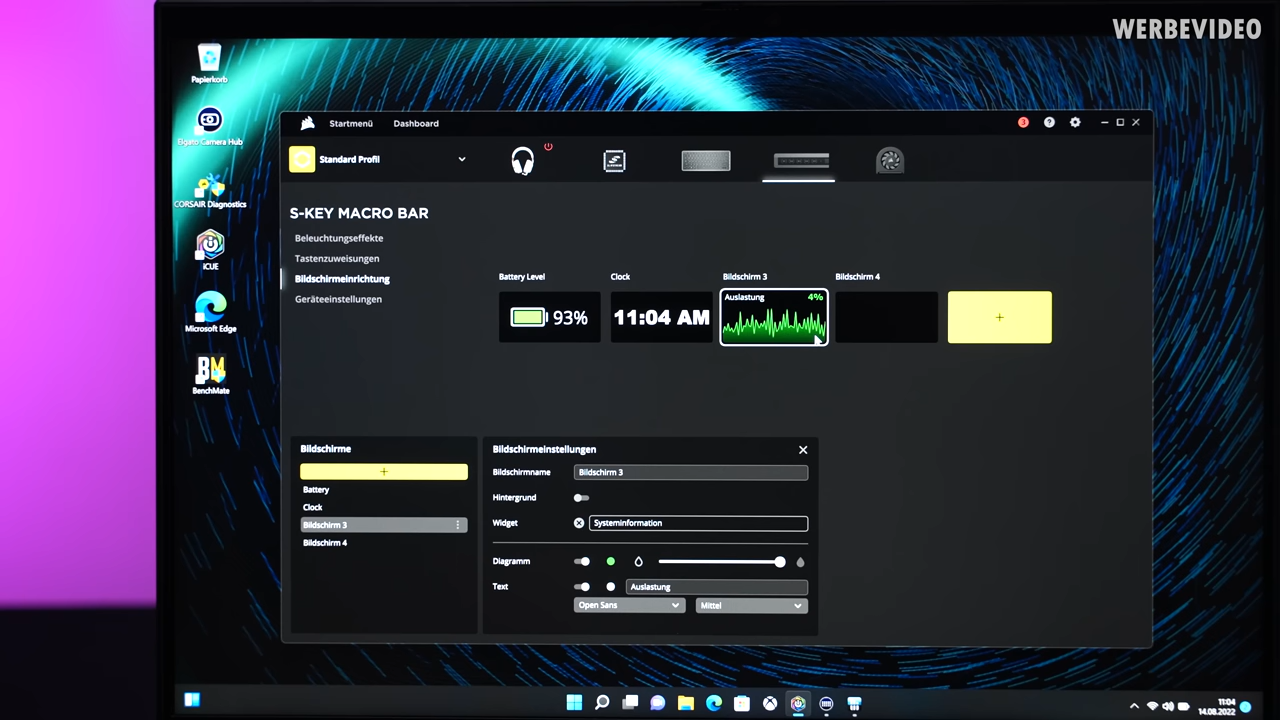 WERBEVIDEO
Papierkorb
Elgato Camera Hub
CORSAIR Diagnostics
iCUE
Microsoft Edge
BM
BenchMate
Startmenü Dashboard
3
Standard Profil
S-KEY MACRO BAR
Beleuchtungseffekte
Tastenzuweisungen
Bildschirmeinrichtung
Geräteeinstellungen
Battery Level Clock Bildschirm 3 Bildschirm 4
93% 11:04 AM Auslastung 4%
Bildschirme
Battery
Clock
Bildschirm 3
Bildschirm 4
Bildschirmeinstellungen
Bildschirmname Bildschirm 3
Hintergrund
Widget Systeminformation
Diagramm
Text Auslastung
Open Sans Mittel
11:04
14.08.2022